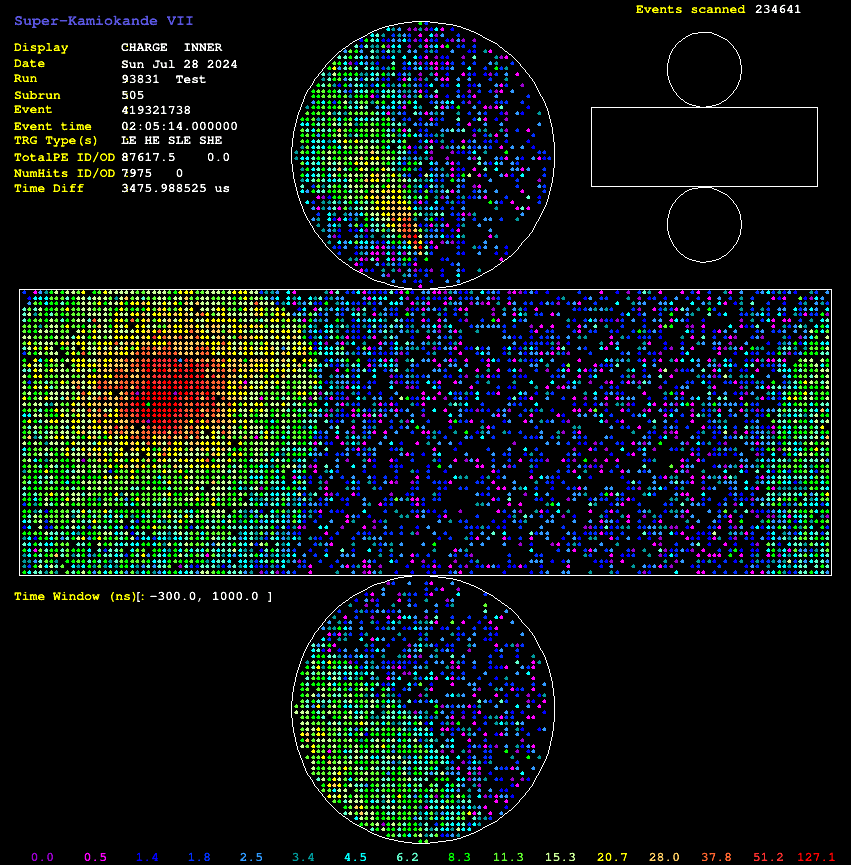 Super-Kamiokande VII
Events scanned 234641
Display CHARGE INNER
Date Sun Jul 28 2024
Run 93831 Test
Subrun 505
Event 419321738
Event time 02:05:14.000000
TRG Type(s) LE HE SLE SHE
TotalPE ID/OD 87617.5 0.0
NumHits ID/OD 7975 0
Time Diff 3475.988525 us
Time Window (ns)[: −300.0, 1000.0 ]
0.0 0.5 1.4 1.8 2.5 3.4 4.5 6.2 8.3 11.3 15.3 20.7 28.0 37.8 51.2 127.1